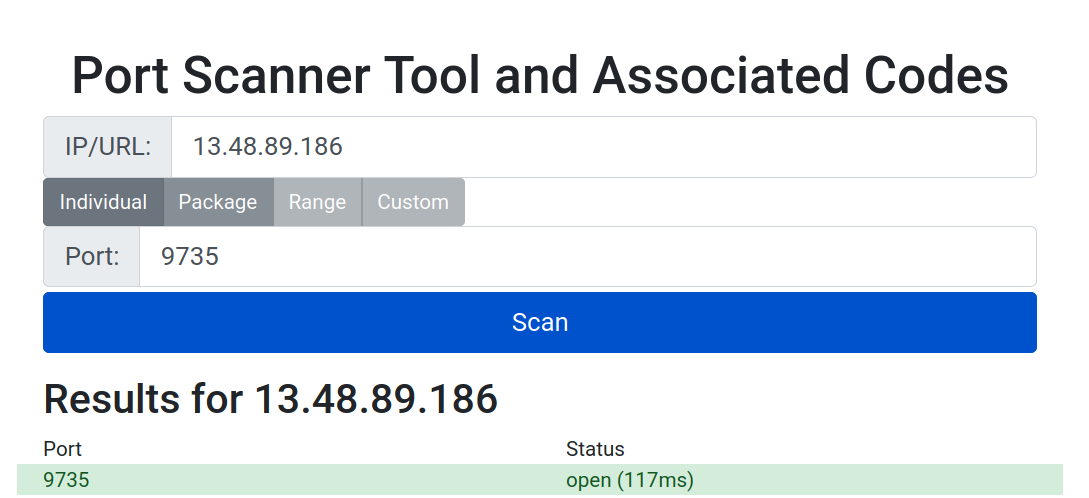 Port Scanner Tool and Associated Codes
IP/URL: 13.48.89.186
Individual Package Range Custom
Port: 9735
Scan
Results for 13.48.89.186
Port Status
9735 open (117ms)